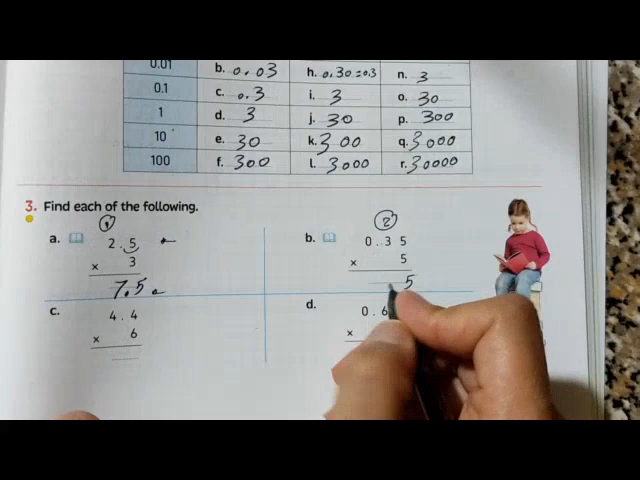 0.01 b. 0.03 h. 0.30=0.3 n. 3
0.1 c. 0.3 i. 3 o. 30
1 d. 3 j. 30 p. 300
10 e. 30 k. 300 q. 3000
100 f. 300 l. 3000 r. 30000
3. Find each of the following.
a. 2.5
× 3
7.5
b. 2
0.35
× 5
5
c. 4.4
× 6
d. 0.6
×